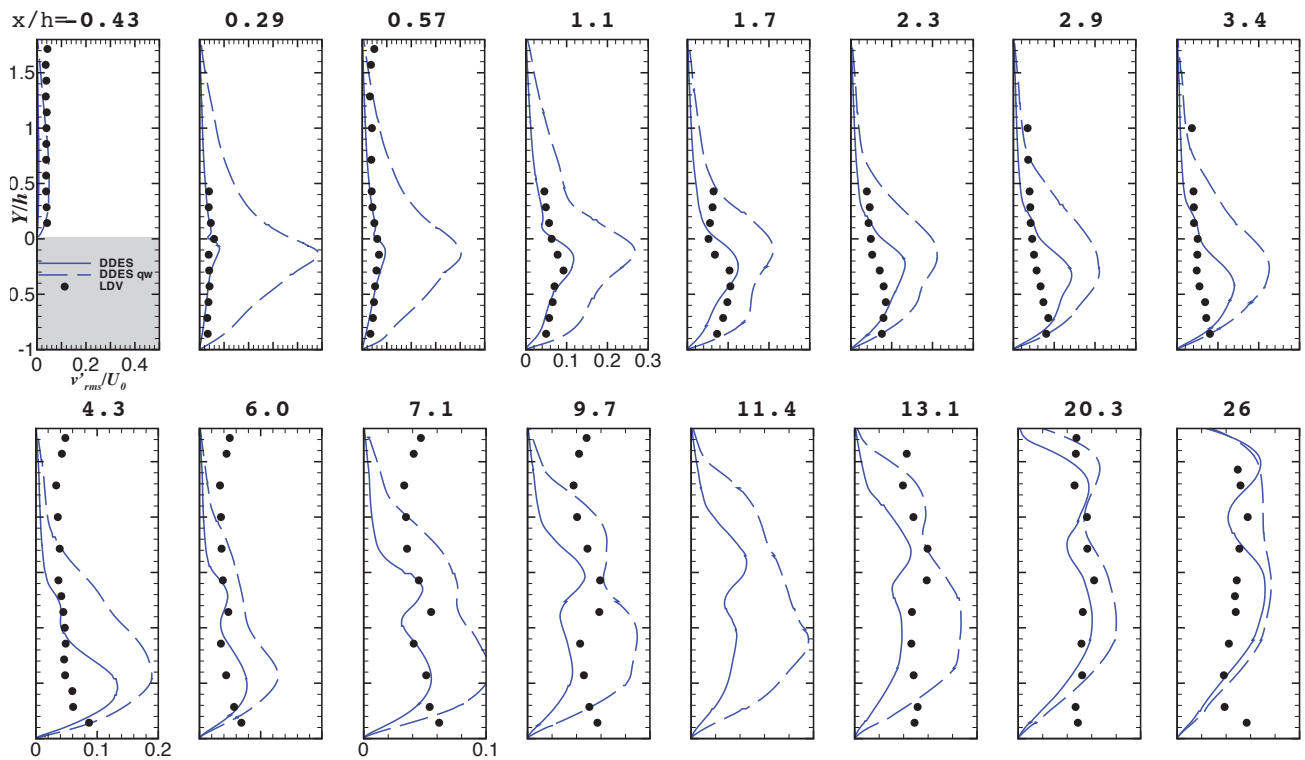 x/h=-0.43 0.29 0.57 1.1 1.7 2.3 2.9 3.4
1.5
1
0.5
Y/h
0
DDES
DDES qw
LDV
0.5
-1
0 0.2 0.4 0 0.1 0.2 0.3
v'rms/U0
4.3 6.0 7.1 9.7 11.4 13.1 20.3 26
0 0.1 0.2 0 0.1